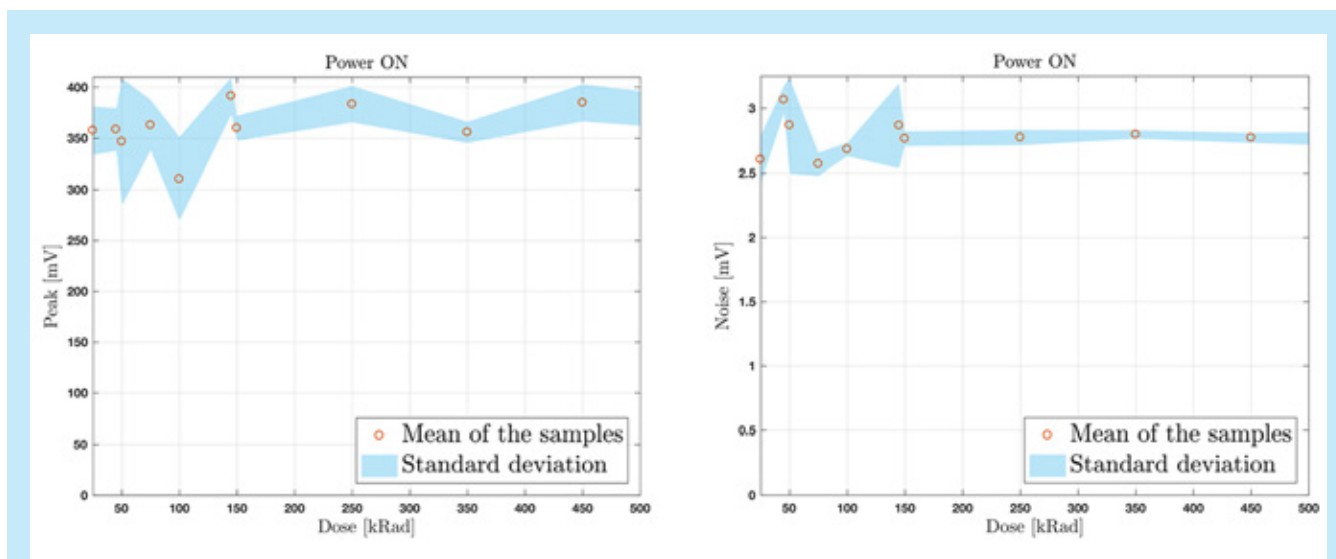 Power ON
400
350
300
250
200
150
100
50
0
Peak [mV]
50 100 150 200 250 300 350 400 450 500
Dose [kRad]
Mean of the samples
Standard deviation
Power ON
3
2.5
2
1.5
1
0.5
0
Noise [mV]
50 100 150 200 250 300 350 400 450 500
Dose [kRad]
Mean of the samples
Standard deviation